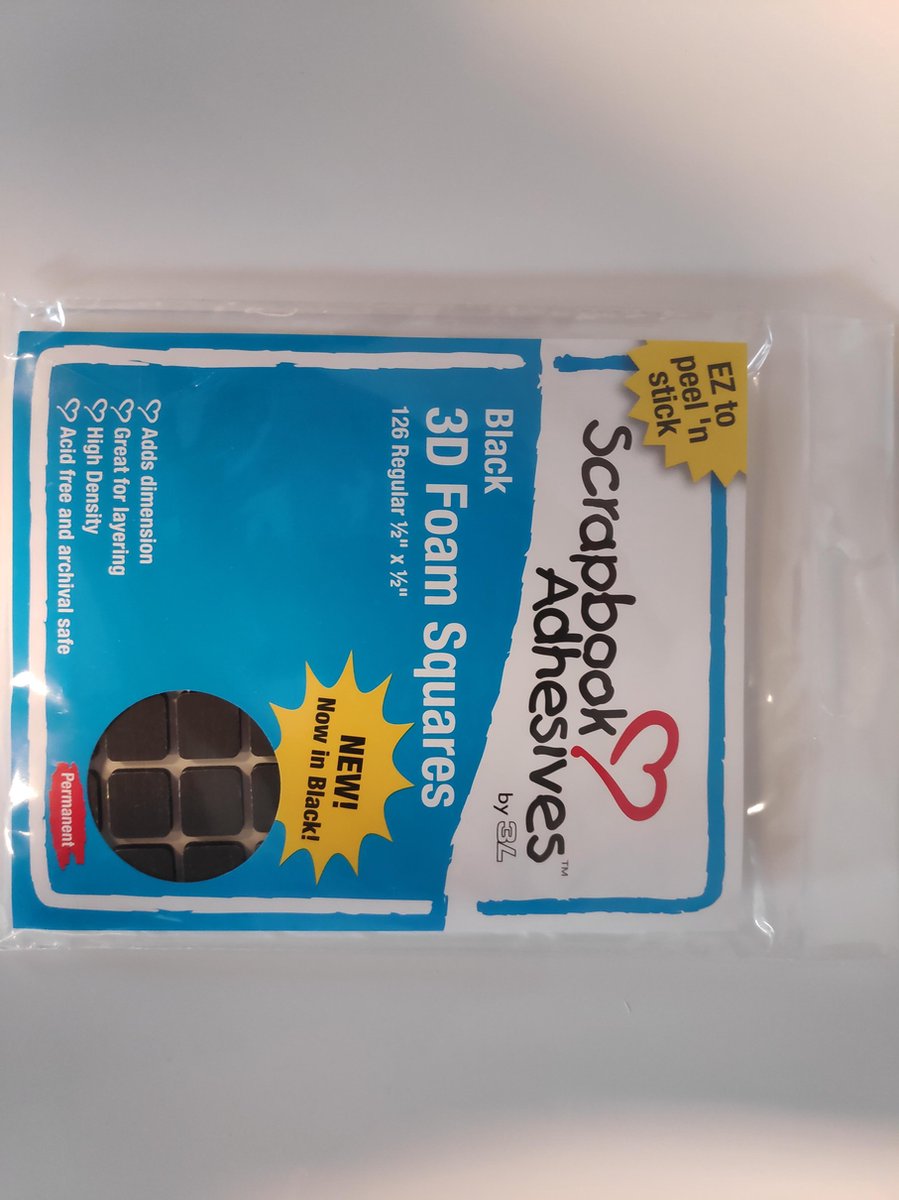 EZ to
peel 'n
stick
Scrapbook
Adhesives™
by 3L
Black
3D Foam Squares
126 Regular ½" x ½"
NEW!
Now in Black!
Adds dimension
Great for layering
High Density
Acid free and archival safe
Permanent